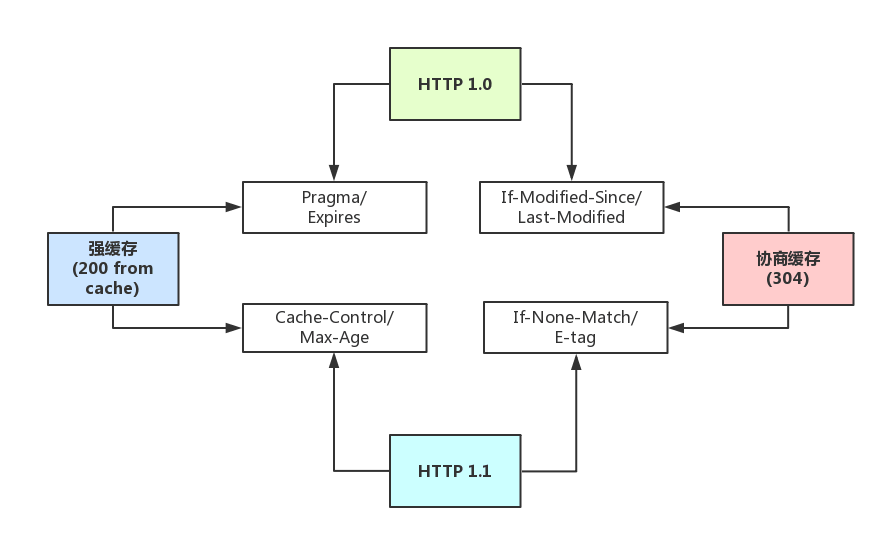 HTTP 1.0
Pragma/
Expires
If-Modified-Since/
Last-Modified
强缓存
(200 from
cache)
协商缓存
(304)
Cache-Control/
Max-Age
If-None-Match/
E-tag
HTTP 1.1